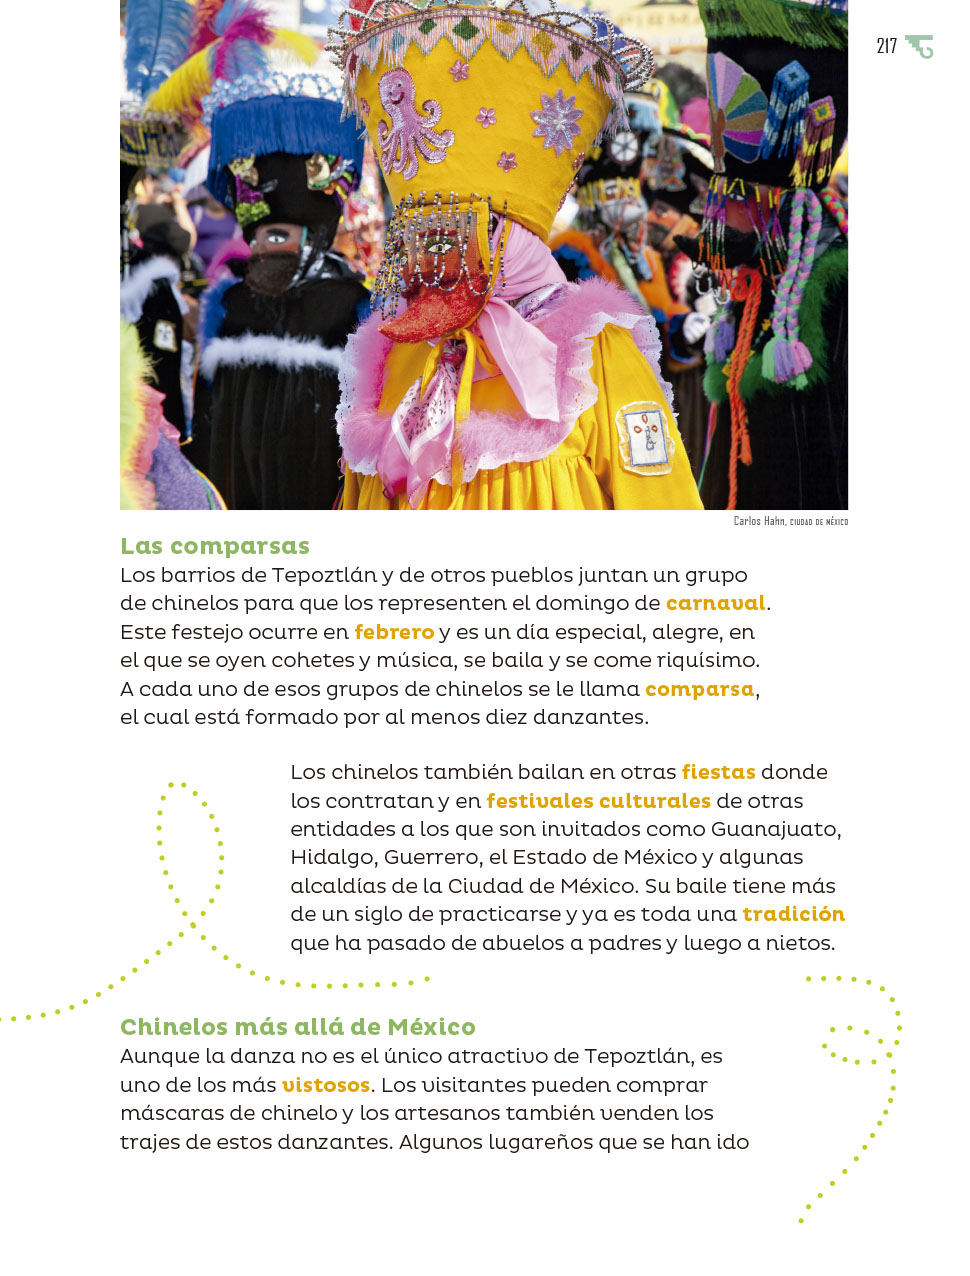 217
Carlos Hahn, CIUDAD DE MÉXICO
Las comparsas
Los barrios de Tepoztlán y de otros pueblos juntan un grupo
de chinelos para que los representen el domingo de carnaval.
Este festejo ocurre en febrero y es un día especial, alegre, en
el que se oyen cohetes y música, se baila y se come riquísimo.
A cada uno de esos grupos de chinelos se le llama comparsa,
el cual está formado por al menos diez danzantes.
Los chinelos también bailan en otras fiestas donde
los contratan y en festivales culturales de otras
entidades a los que son invitados como Guanajuato,
Hidalgo, Guerrero, el Estado de México y algunas
alcaldías de la Ciudad de México. Su baile tiene más
de un siglo de practicarse y ya es toda una tradición
que ha pasado de abuelos a padres y luego a nietos.
Chinelos más allá de México
Aunque la danza no es el único atractivo de Tepoztlán, es
uno de los más vistosos. Los visitantes pueden comprar
máscaras de chinelo y los artesanos también venden los
trajes de estos danzantes. Algunos lugareños que se han ido